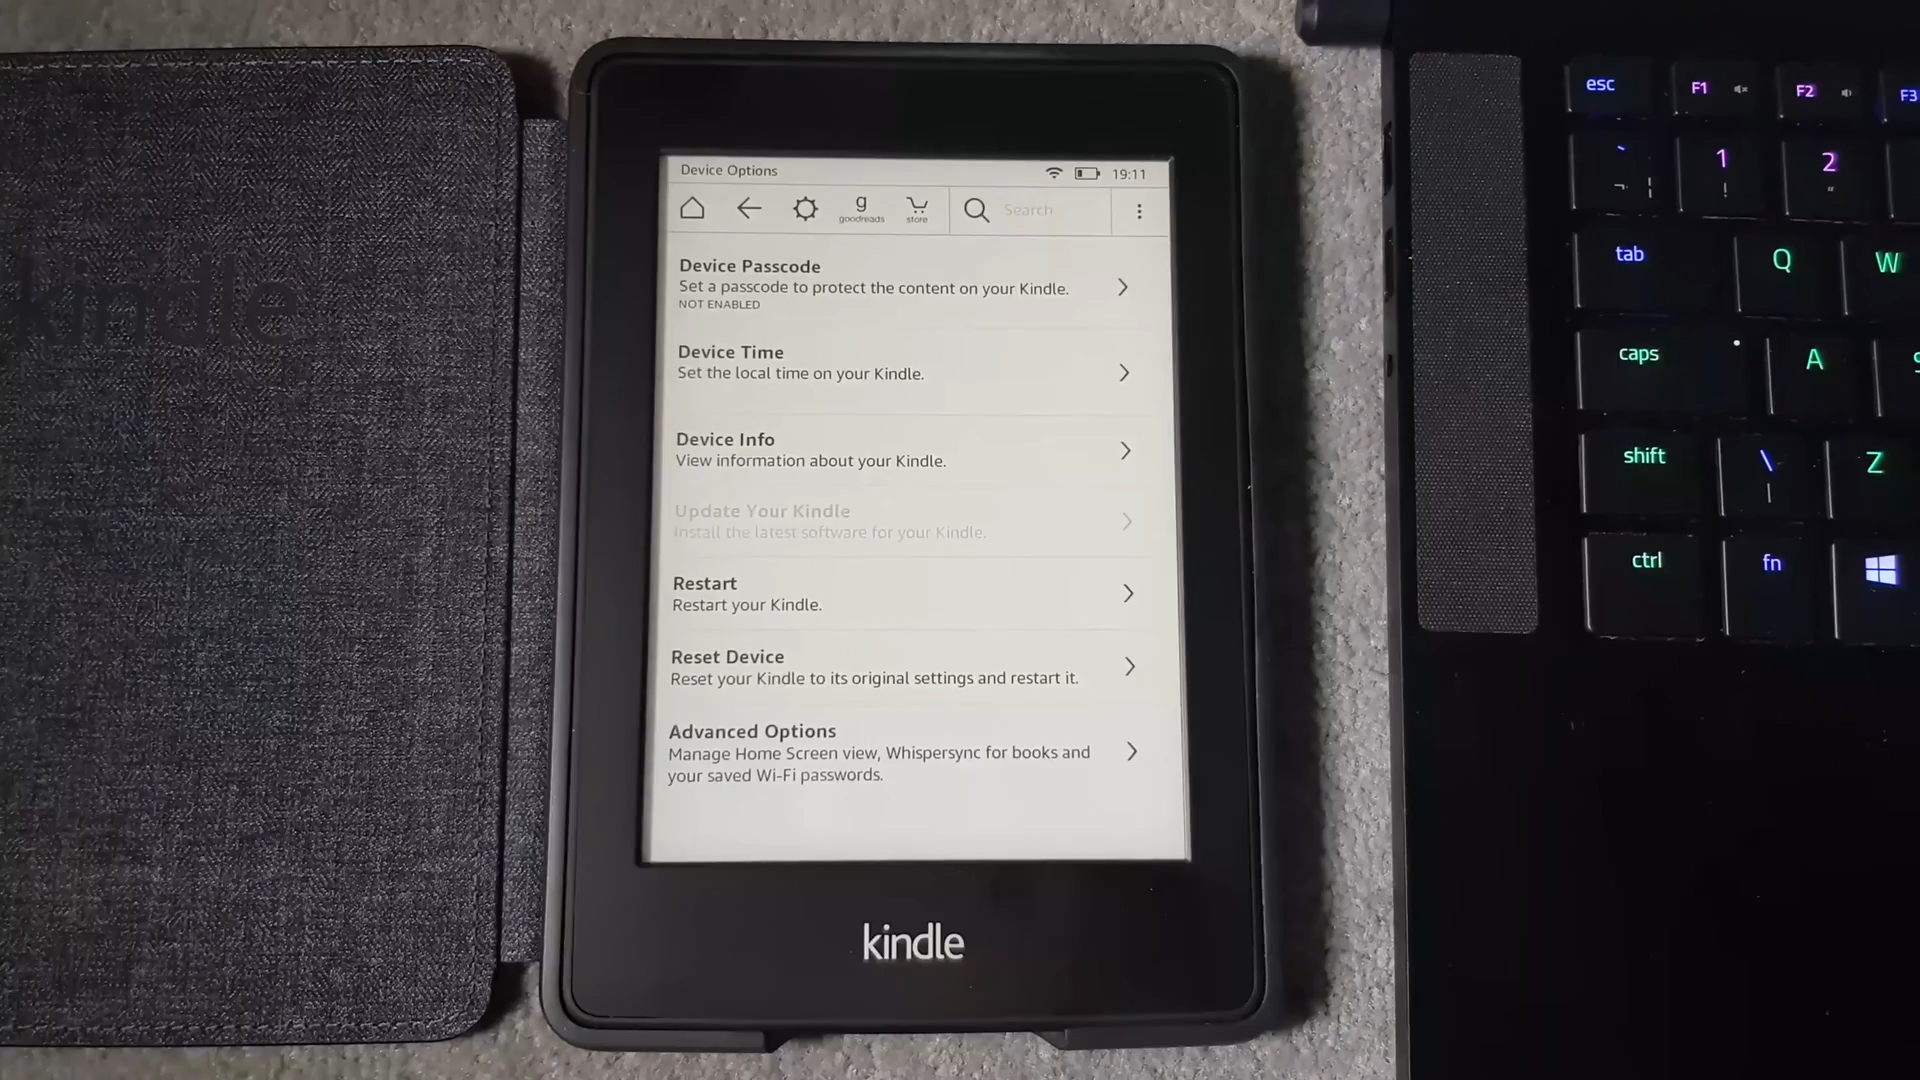 kindle
Device Options
19:11
g
goodreads
store
Search
Device Passcode
Set a passcode to protect the content on your Kindle.
NOT ENABLED
Device Time
Set the local time on your Kindle.
Device Info
View information about your Kindle.
Update Your Kindle
Install the latest software for your Kindle.
Restart
Restart your Kindle.
Reset Device
Reset your Kindle to its original settings and restart it.
Advanced Options
Manage Home Screen view, Whispersync for books and
your saved Wi-Fi passwords.
kindle
esc F1 F2 F3
` 1 2
¬ ¦ ! "
tab Q W
caps A
shift \ Z
|
ctrl fn